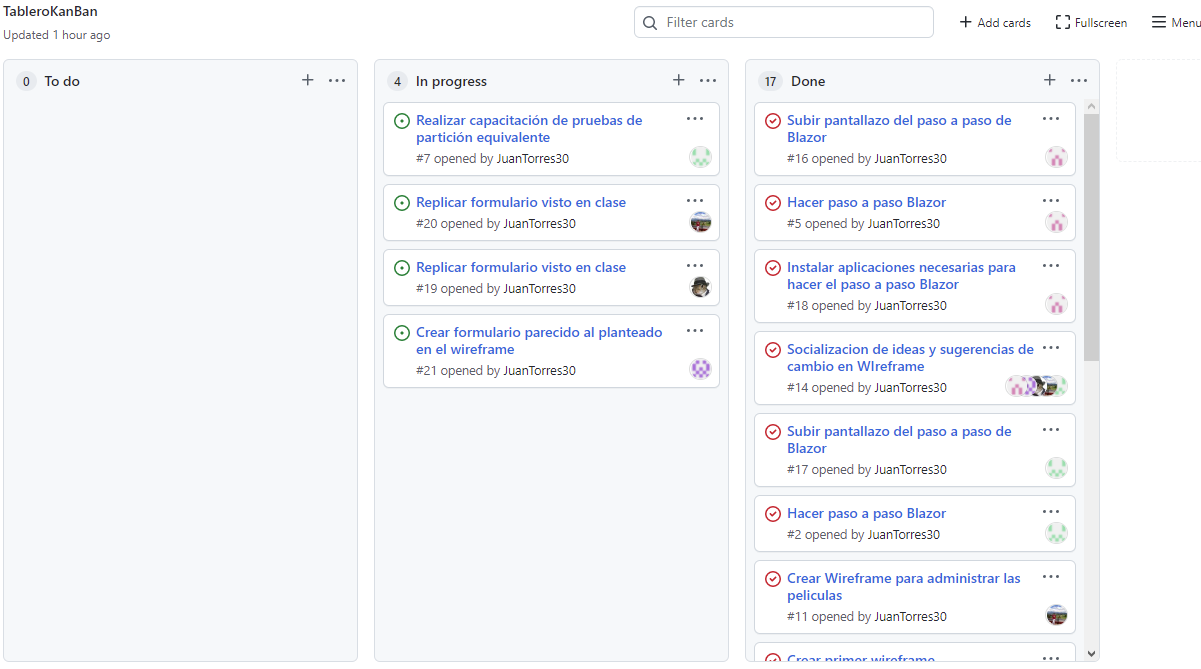 TableroKanBan
Updated 1 hour ago
Filter cards
Add cards
Fullscreen
Menu
0 To do
4 In progress
Realizar capacitación de pruebas de
partición equivalente
#7 opened by JuanTorres30
Replicar formulario visto en clase
#20 opened by JuanTorres30
Replicar formulario visto en clase
#19 opened by JuanTorres30
Crear formulario parecido al planteado
en el wireframe
#21 opened by JuanTorres30
17 Done
Subir pantallazo del paso a paso de
Blazor
#16 opened by JuanTorres30
Hacer paso a paso Blazor
#5 opened by JuanTorres30
Instalar aplicaciones necesarias para
hacer el paso a paso Blazor
#18 opened by JuanTorres30
Socializacion de ideas y sugerencias de
cambio en WIreframe
#14 opened by JuanTorres30
Subir pantallazo del paso a paso de
Blazor
#17 opened by JuanTorres30
Hacer paso a paso Blazor
#2 opened by JuanTorres30
Crear Wireframe para administrar las
peliculas
#11 opened by JuanTorres30
Crear primer wireframe